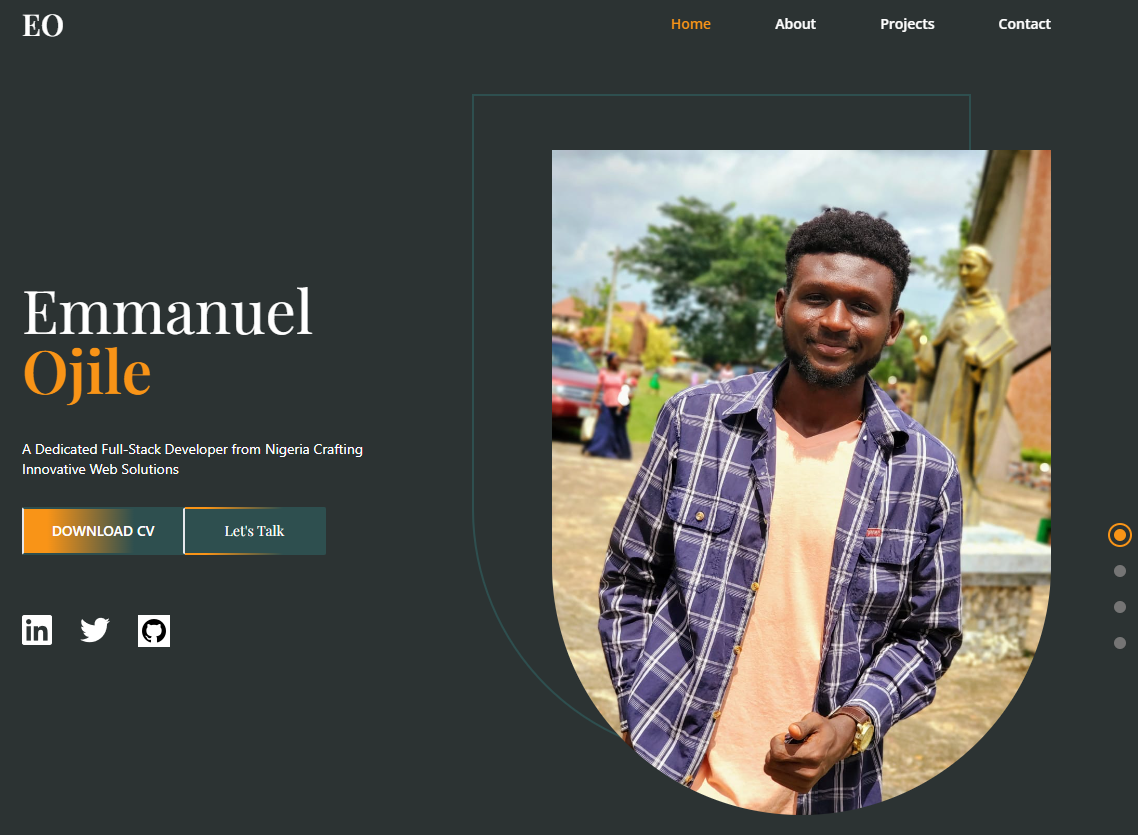 EO
Home About Projects Contact
Emmanuel
Ojile
A Dedicated Full-Stack Developer from Nigeria Crafting
Innovative Web Solutions
DOWNLOAD CV Let's Talk
in